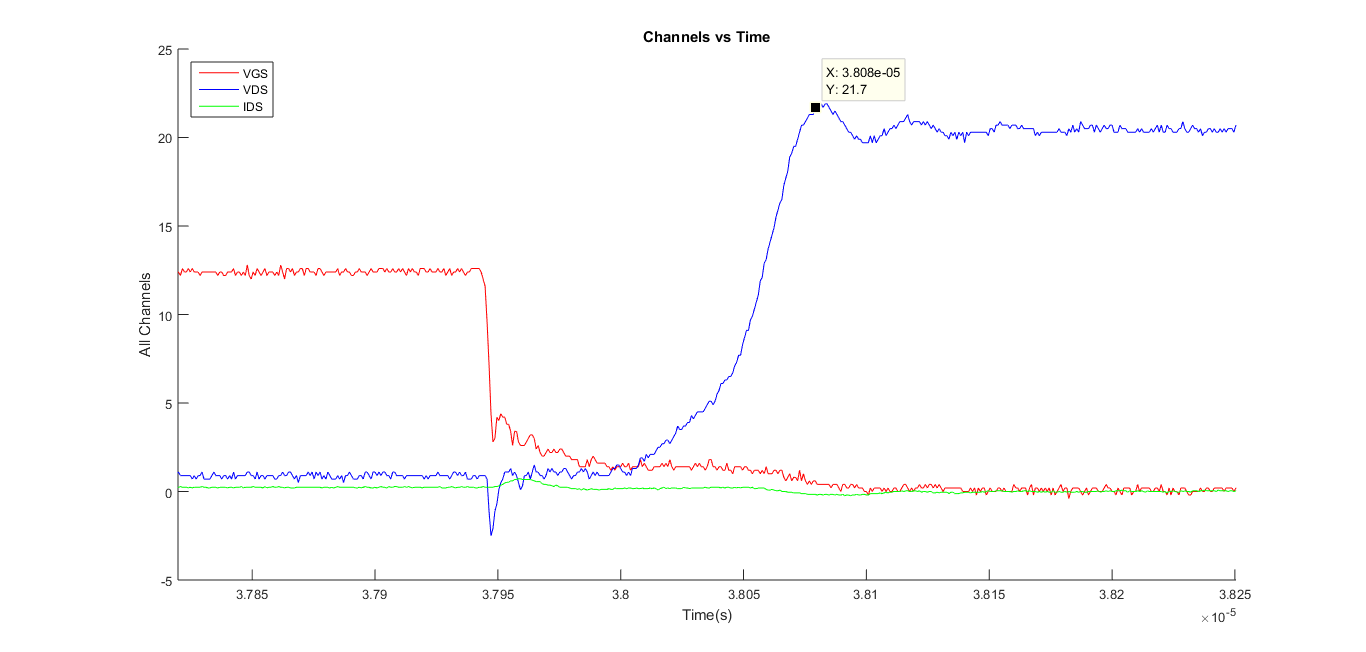 Channels vs Time
VGS
VDS
IDS
X: 3.808e-05
Y: 21.7
25
20
15
10
5
0
-5
All Channels
3.785 3.79 3.795 3.8 3.805 3.81 3.815 3.82 3.825
Time(s)
×10-5